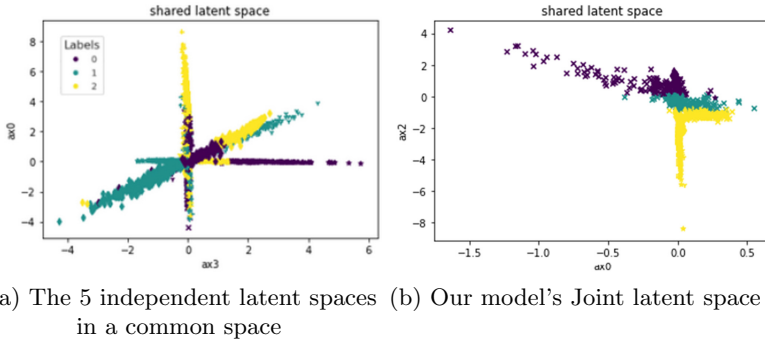 shared latent space
Labels
0
1
2
8
6
4
2
0
−2
−4
ax0
−4
−2
0
2
4
6
ax3
shared latent space
4
2
0
−2
−4
−6
−8
ax2
−1.5
−1.0
−0.5
0.0
0.5
ax0
a) The 5 independent latent spaces
in a common space
(b) Our model's Joint latent space